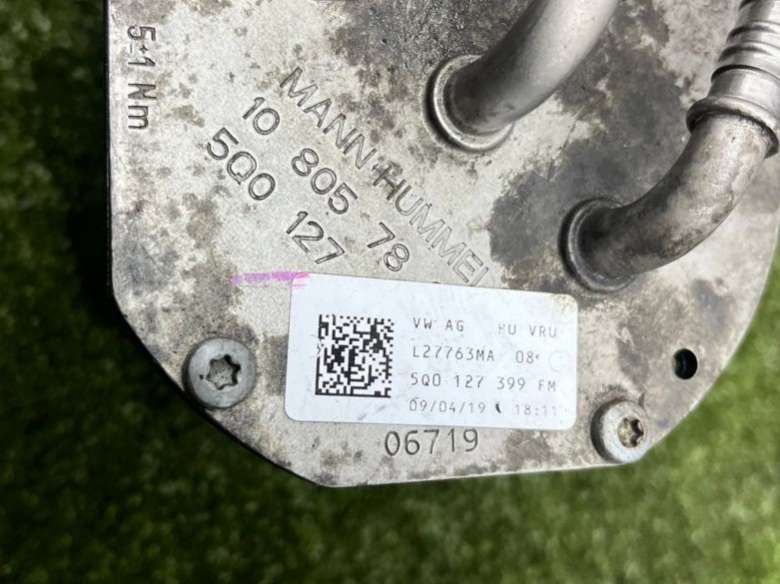 5+1 Nm
MANN+HUMMEL
10 805 78
5Q0 127
VW AG HU VRU
L27763MA 08*
5Q0 127 399 FM
09/04/19 18:11
06719